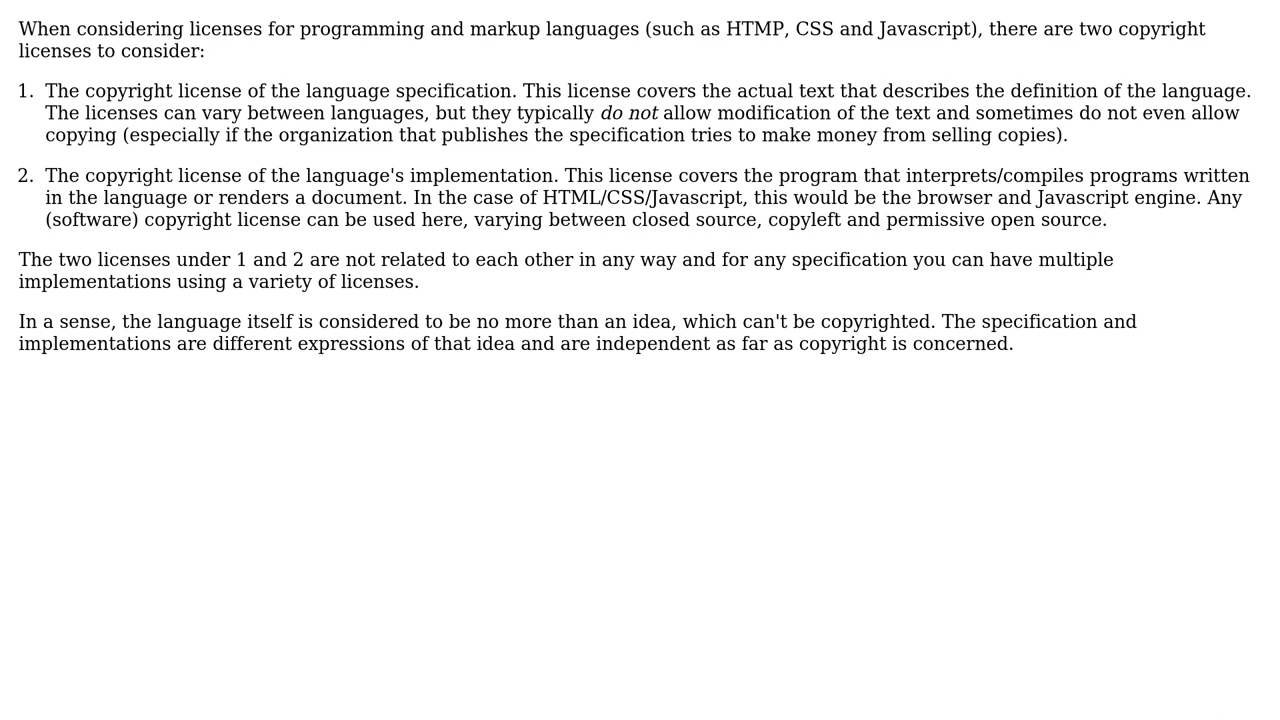 When considering licenses for programming and markup languages (such as HTMP, CSS and Javascript), there are two copyright
licenses to consider:
1. The copyright license of the language specification. This license covers the actual text that describes the definition of the language.
The licenses can vary between languages, but they typically do not allow modification of the text and sometimes do not even allow
copying (especially if the organization that publishes the specification tries to make money from selling copies).
2. The copyright license of the language's implementation. This license covers the program that interprets/compiles programs written
in the language or renders a document. In the case of HTML/CSS/Javascript, this would be the browser and Javascript engine. Any
(software) copyright license can be used here, varying between closed source, copyleft and permissive open source.
The two licenses under 1 and 2 are not related to each other in any way and for any specification you can have multiple
implementations using a variety of licenses.
In a sense, the language itself is considered to be no more than an idea, which can't be copyrighted. The specification and
implementations are different expressions of that idea and are independent as far as copyright is concerned.